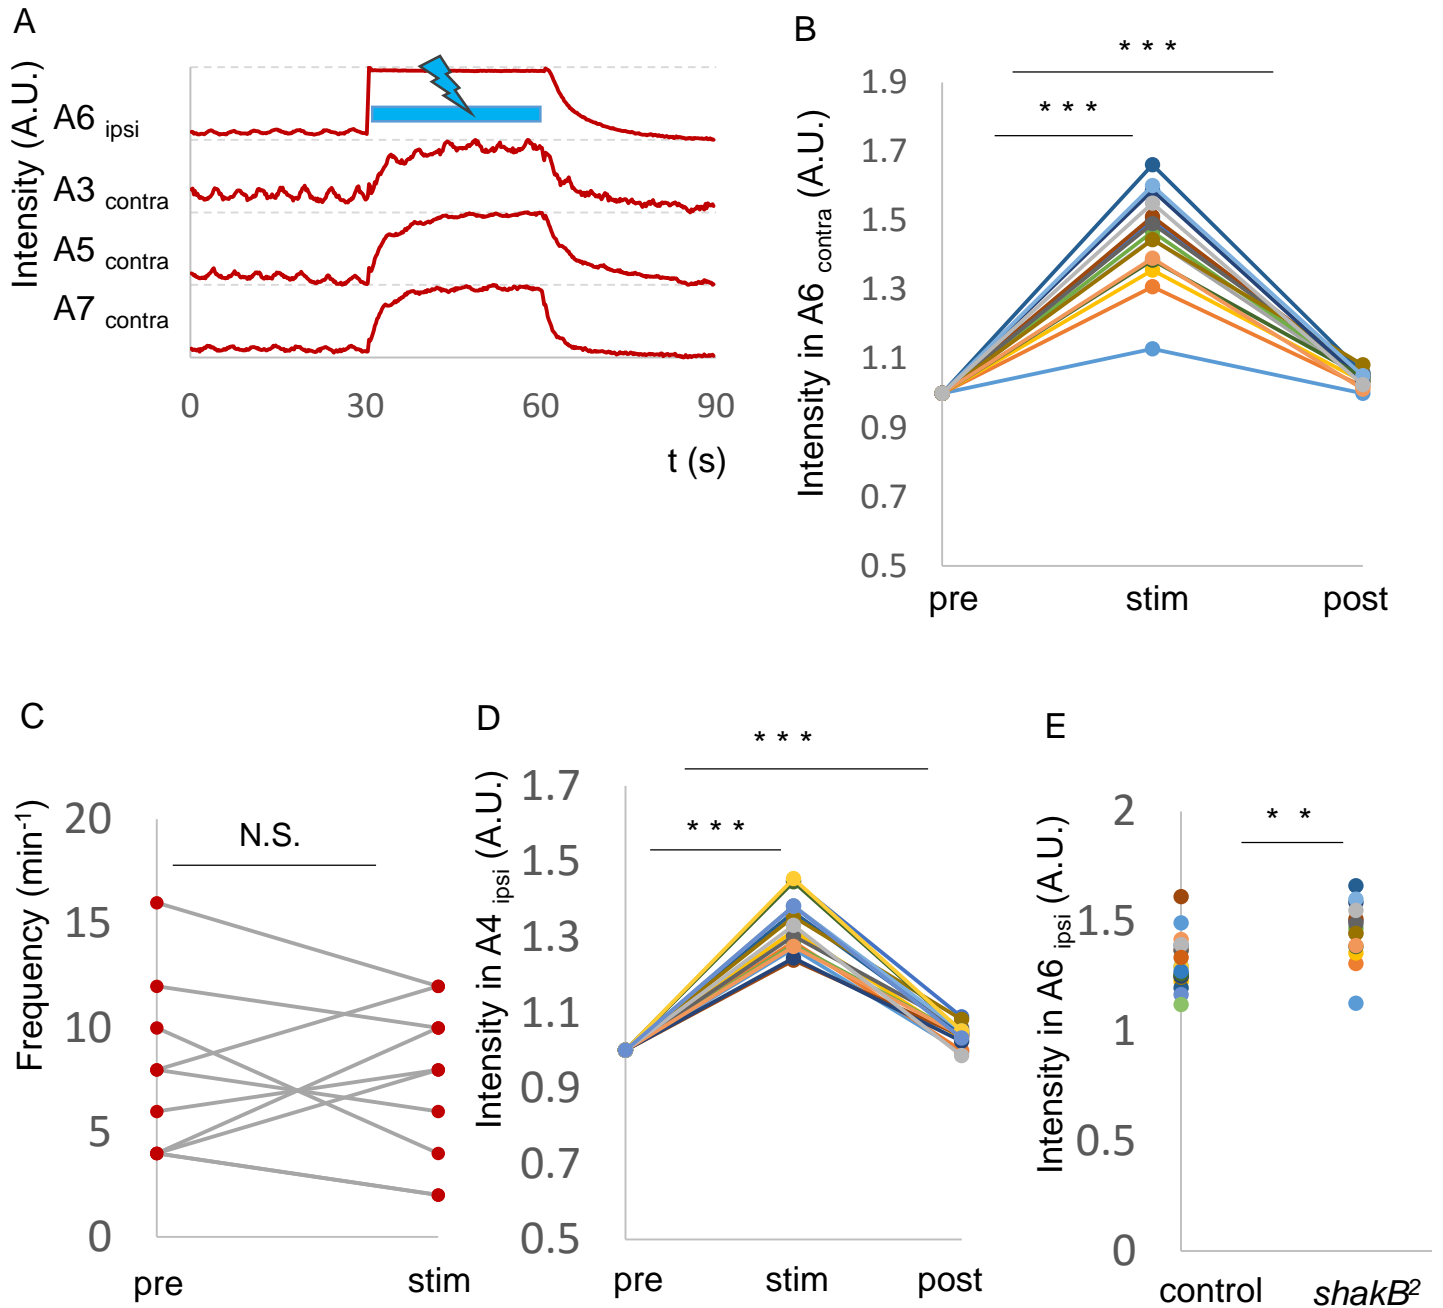 A
Intensity (A.U.)
A6 ipsi
A3 contra
A5 contra
A7 contra
0 30 60 90
t (s)
B
Intensity in A6 contra (A.U.)
* * *
* * *
1.9
1.7
1.5
1.3
1.1
0.9
0.7
0.5
pre stim post
C
Frequency (min-1)
N.S.
20
15
10
5
0
pre stim
D
Intensity in A4 ipsi (A.U.)
* * *
* * *
1.7
1.5
1.3
1.1
0.9
0.7
0.5
pre stim post
E
Intensity in A6 ipsi (A.U.)
* *
2
1.5
1
0.5
0
control shakB2